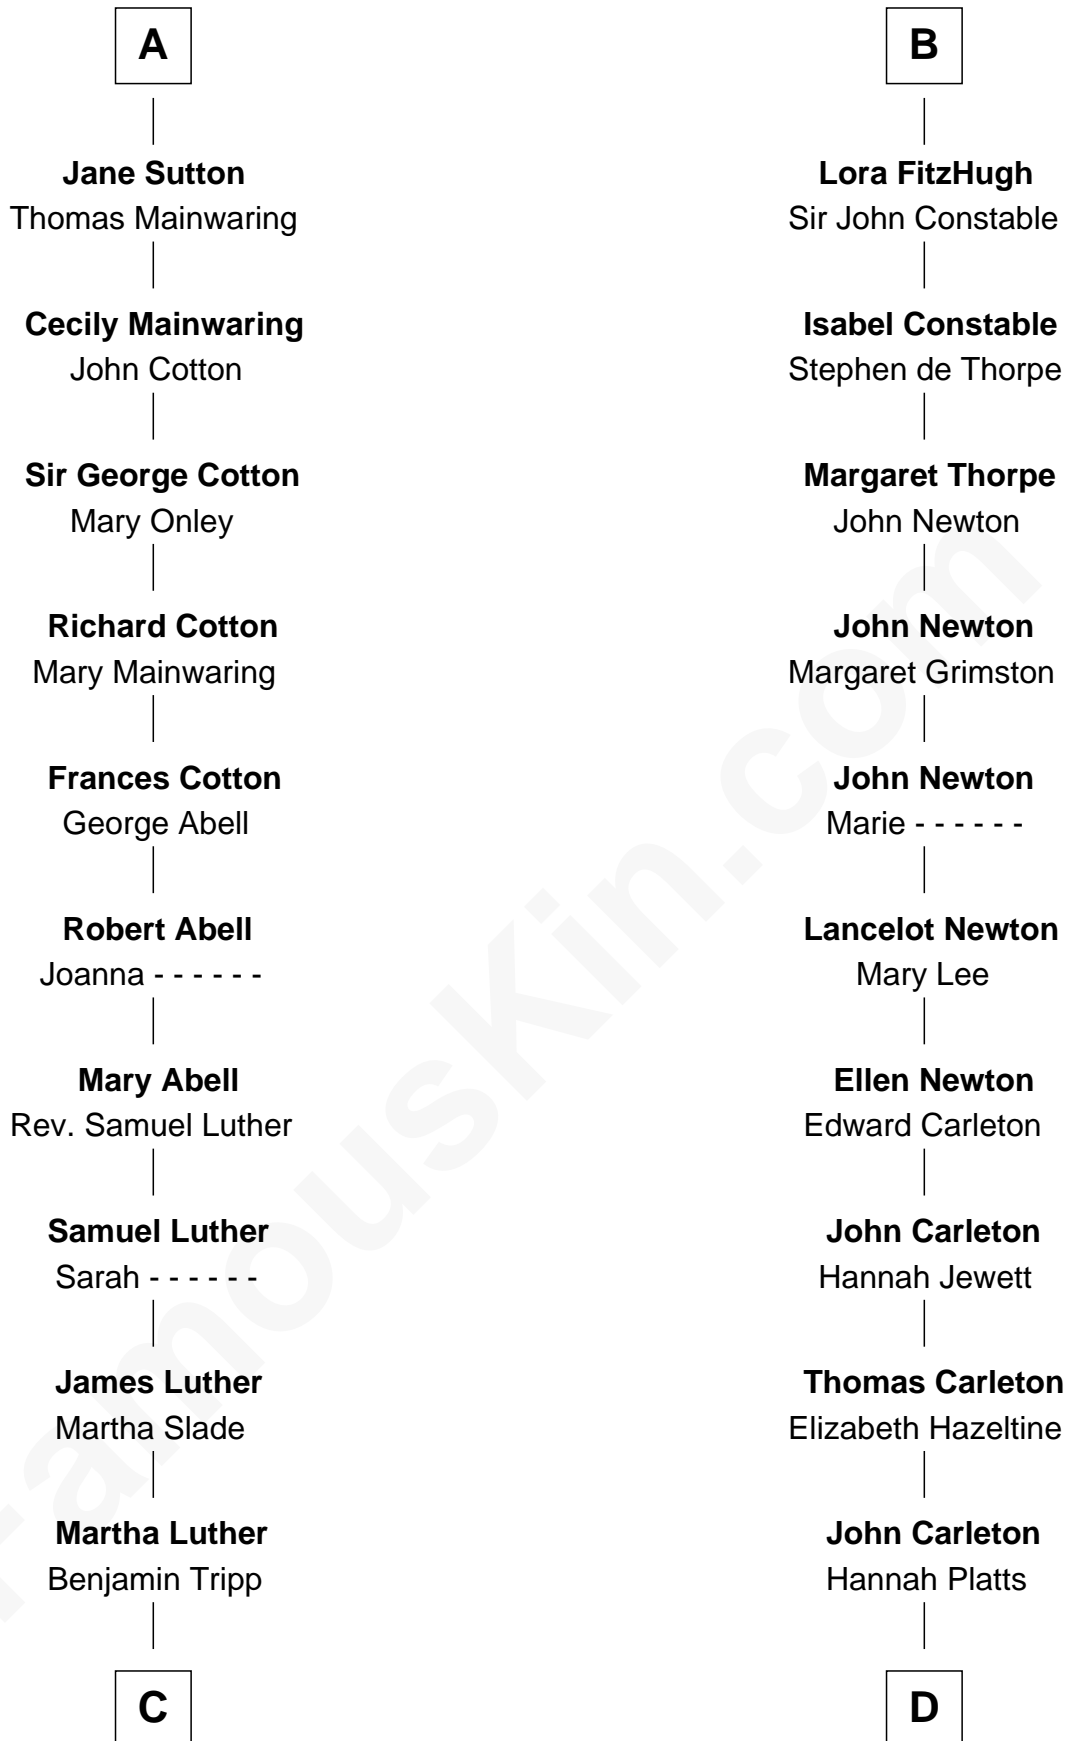 A
Jane Sutton
Thomas Mainwaring
Cecily Mainwaring
John Cotton
Sir George Cotton
Mary Onley
Richard Cotton
Mary Mainwaring
Frances Cotton
George Abell
Robert Abell
Joanna - - - - - -
Mary Abell
Rev. Samuel Luther
Samuel Luther
Sarah - - - - - -
James Luther
Martha Slade
Martha Luther
Benjamin Tripp
C
B
Lora FitzHugh
Sir John Constable
Isabel Constable
Stephen de Thorpe
Margaret Thorpe
John Newton
John Newton
Margaret Grimston
John Newton
Marie - - - - - -
Lancelot Newton
Mary Lee
Ellen Newton
Edward Carleton
John Carleton
Hannah Jewett
Thomas Carleton
Elizabeth Hazeltine
John Carleton
Hannah Platts
D
FamousKin.com